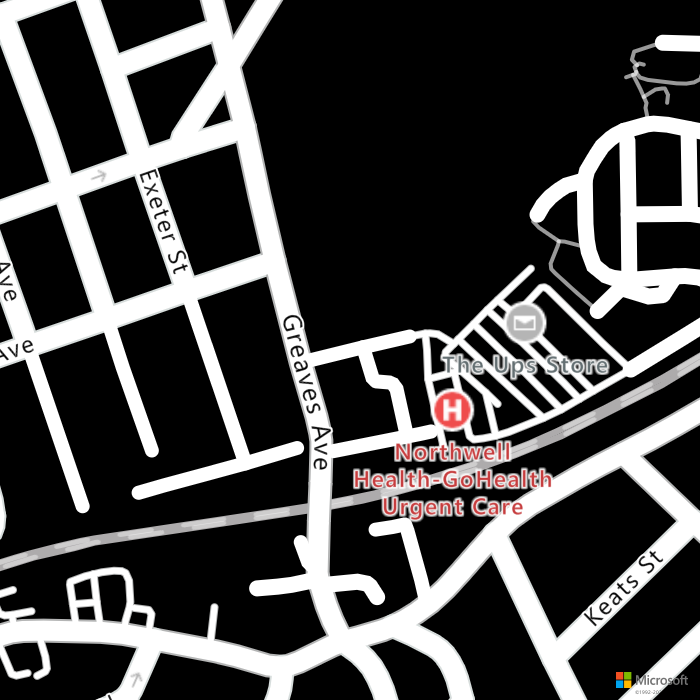 Exeter St
Ave
Ave
Greaves Ave
The Ups Store
H
Northwell
Health-GoHealth
Urgent Care
Keats St
Microsoft